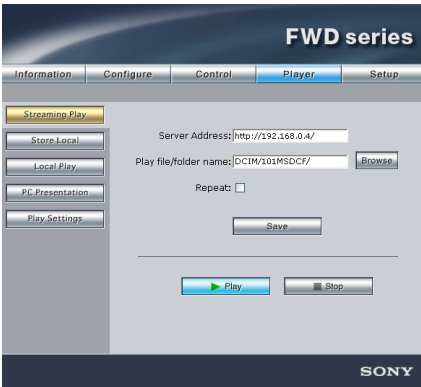 FWD series
Information Configure Control Player Setup
Streaming Play
Store Local
Local Play
PC Presentation
Play Settings
Server Address: http://192.168.0.4/
Play file/folder name: DCIM/101MSDCF/ Browse
Repeat:
Save
Play Stop
SONY